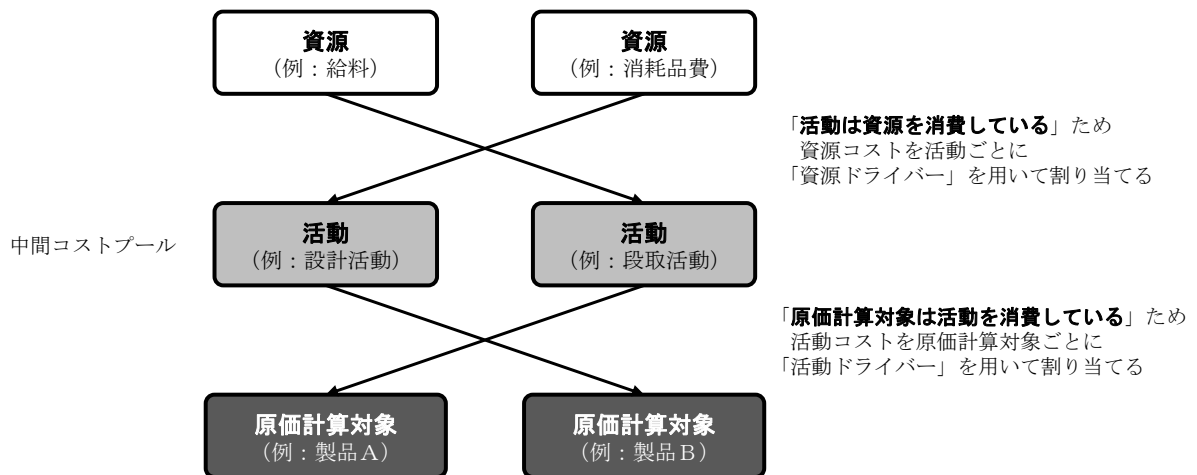 資源
（例：給料）
資源
（例：消耗品費）
「活動は資源を消費している」ため
資源コストを活動ごとに
「資源ドライバー」を用いて割り当てる
中間コストプール
活動
（例：設計活動）
活動
（例：段取活動）
「原価計算対象は活動を消費している」ため
活動コストを原価計算対象ごとに
「活動ドライバー」を用いて割り当てる
原価計算対象
（例：製品Ａ）
原価計算対象
（例：製品Ｂ）